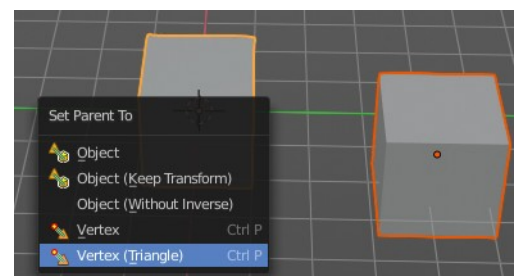 Set Parent To
Object
Object (Keep Transform)
Object (Without Inverse)
Vertex Ctrl P
Vertex (Triangle) Ctrl P